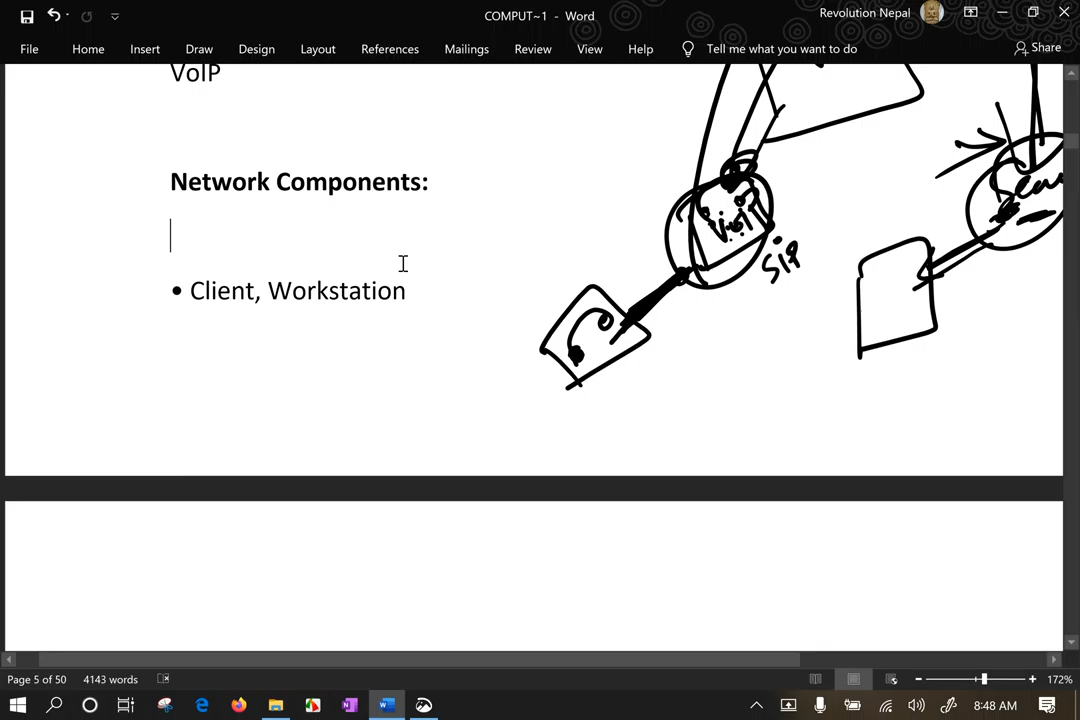 COMPUT~1 - Word
Revolution Nepal
File Home Insert Draw Design Layout References Mailings Review View Help Tell me what you want to do Share
VoIP
Network Components:
VoIP
Sip
• Client, Workstation
Page 5 of 50 4143 words 172%
8:48 AM